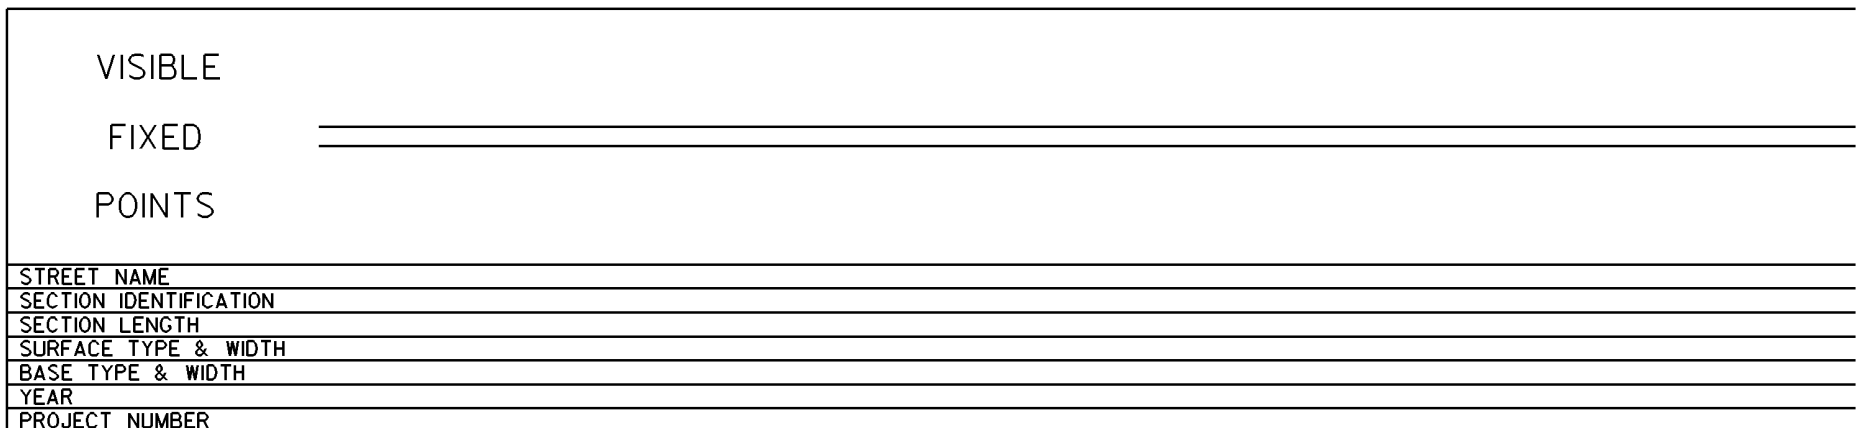 VISIBLE
FIXED
POINTS
STREET NAME
SECTION IDENTIFICATION
SECTION LENGTH
SURFACE TYPE & WIDTH
BASE TYPE & WIDTH
YEAR
PROJECT NUMBER